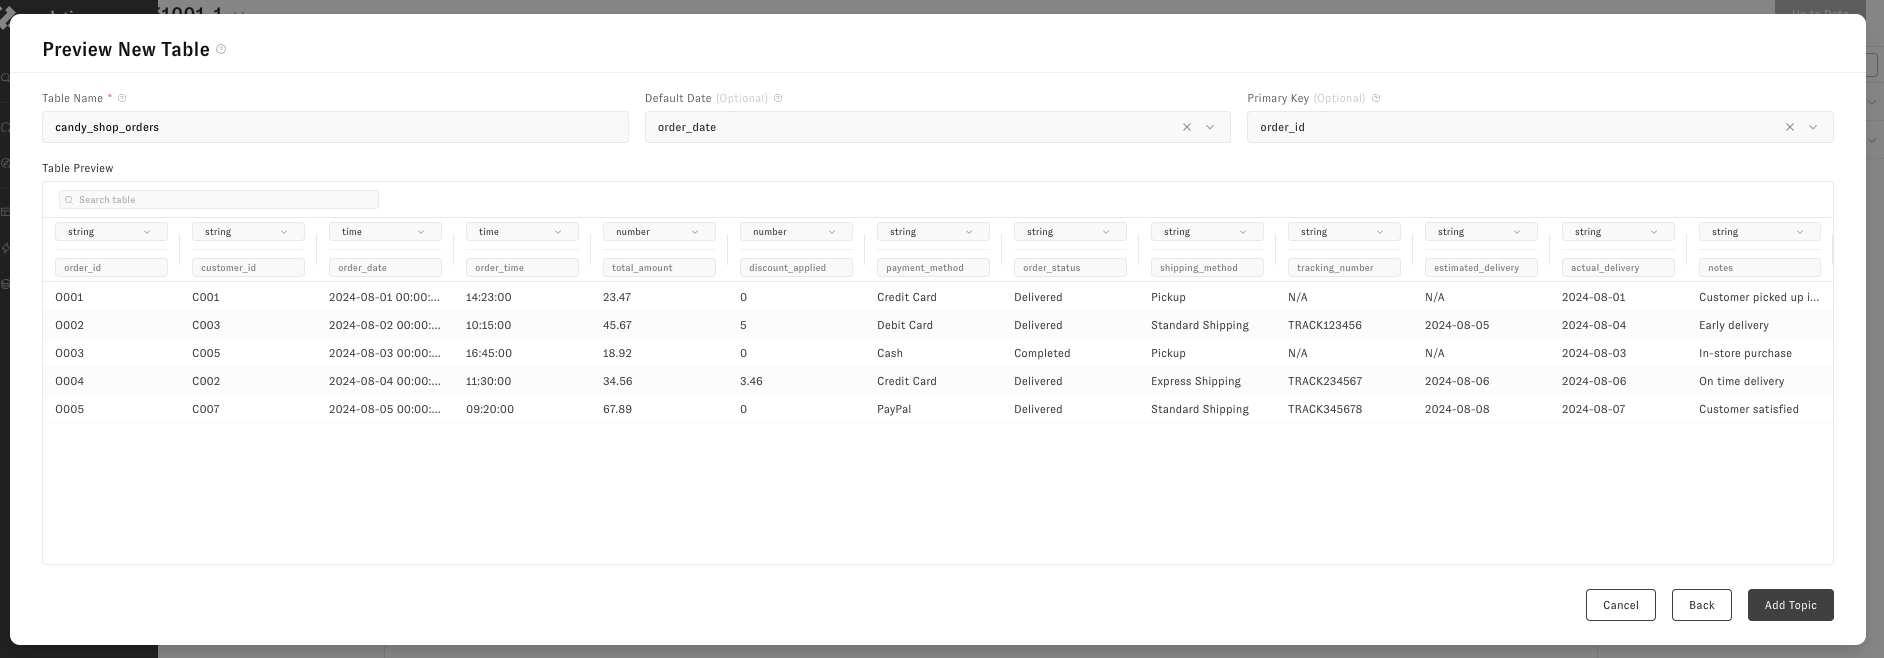 Preview New Table
Table Name * Default Date (Optional) Primary Key (Optional)
candy_shop_orders order_date order_id
Table Preview
Search table
string string time time number number string string string string string string string
order_id customer_id order_date order_time total_amount discount_applied payment_method order_status shipping_method tracking_number estimated_delivery actual_delivery notes
O001 C001 2024-08-01 00:00:... 14:23:00 23.47 0 Credit Card Delivered Pickup N/A N/A 2024-08-01 Customer picked up i...
O002 C003 2024-08-02 00:00:... 10:15:00 45.67 5 Debit Card Delivered Standard Shipping TRACK123456 2024-08-05 2024-08-04 Early delivery
O003 C005 2024-08-03 00:00:... 16:45:00 18.92 0 Cash Completed Pickup N/A N/A 2024-08-03 In-store purchase
O004 C002 2024-08-04 00:00:... 11:30:00 34.56 3.46 Credit Card Delivered Express Shipping TRACK234567 2024-08-06 2024-08-06 On time delivery
O005 C007 2024-08-05 00:00:... 09:20:00 67.89 0 PayPal Delivered Standard Shipping TRACK345678 2024-08-08 2024-08-07 Customer satisfied
Cancel Back Add Topic